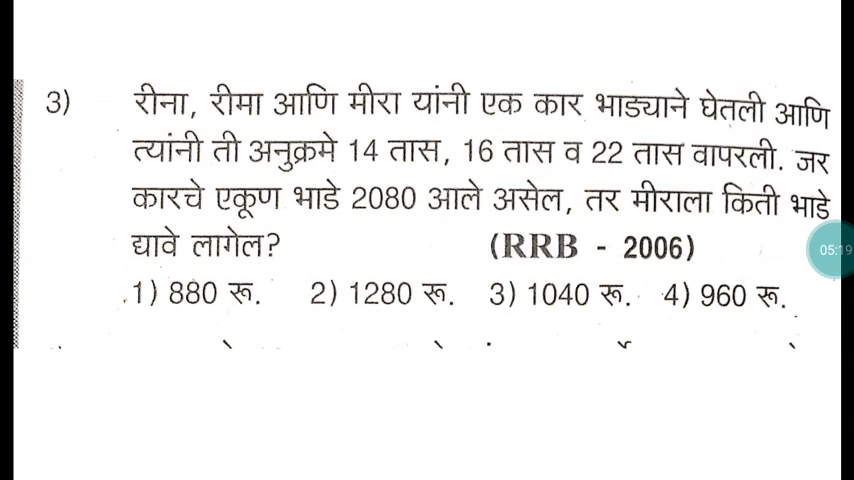 3) रीना, रीमा आणि मीरा यांनी एक कार भाड्याने घेतली आणि
त्यांनी ती अनुक्रमे 14 तास, 16 तास व 22 तास वापरली. जर
कारचे एकूण भाडे 2080 आले असेल, तर मीराला किती भाडे
द्यावे लागेल? (RRB - 2006)
05:19
1) 880 रू. 2) 1280 रू. 3) 1040 रू. 4) 960 रू.